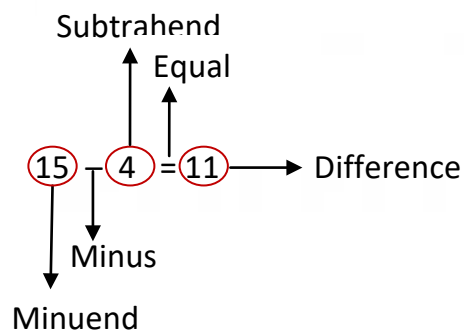 Subtrahend
Equal
15 – 4 = 11 Difference
Minus
Minuend